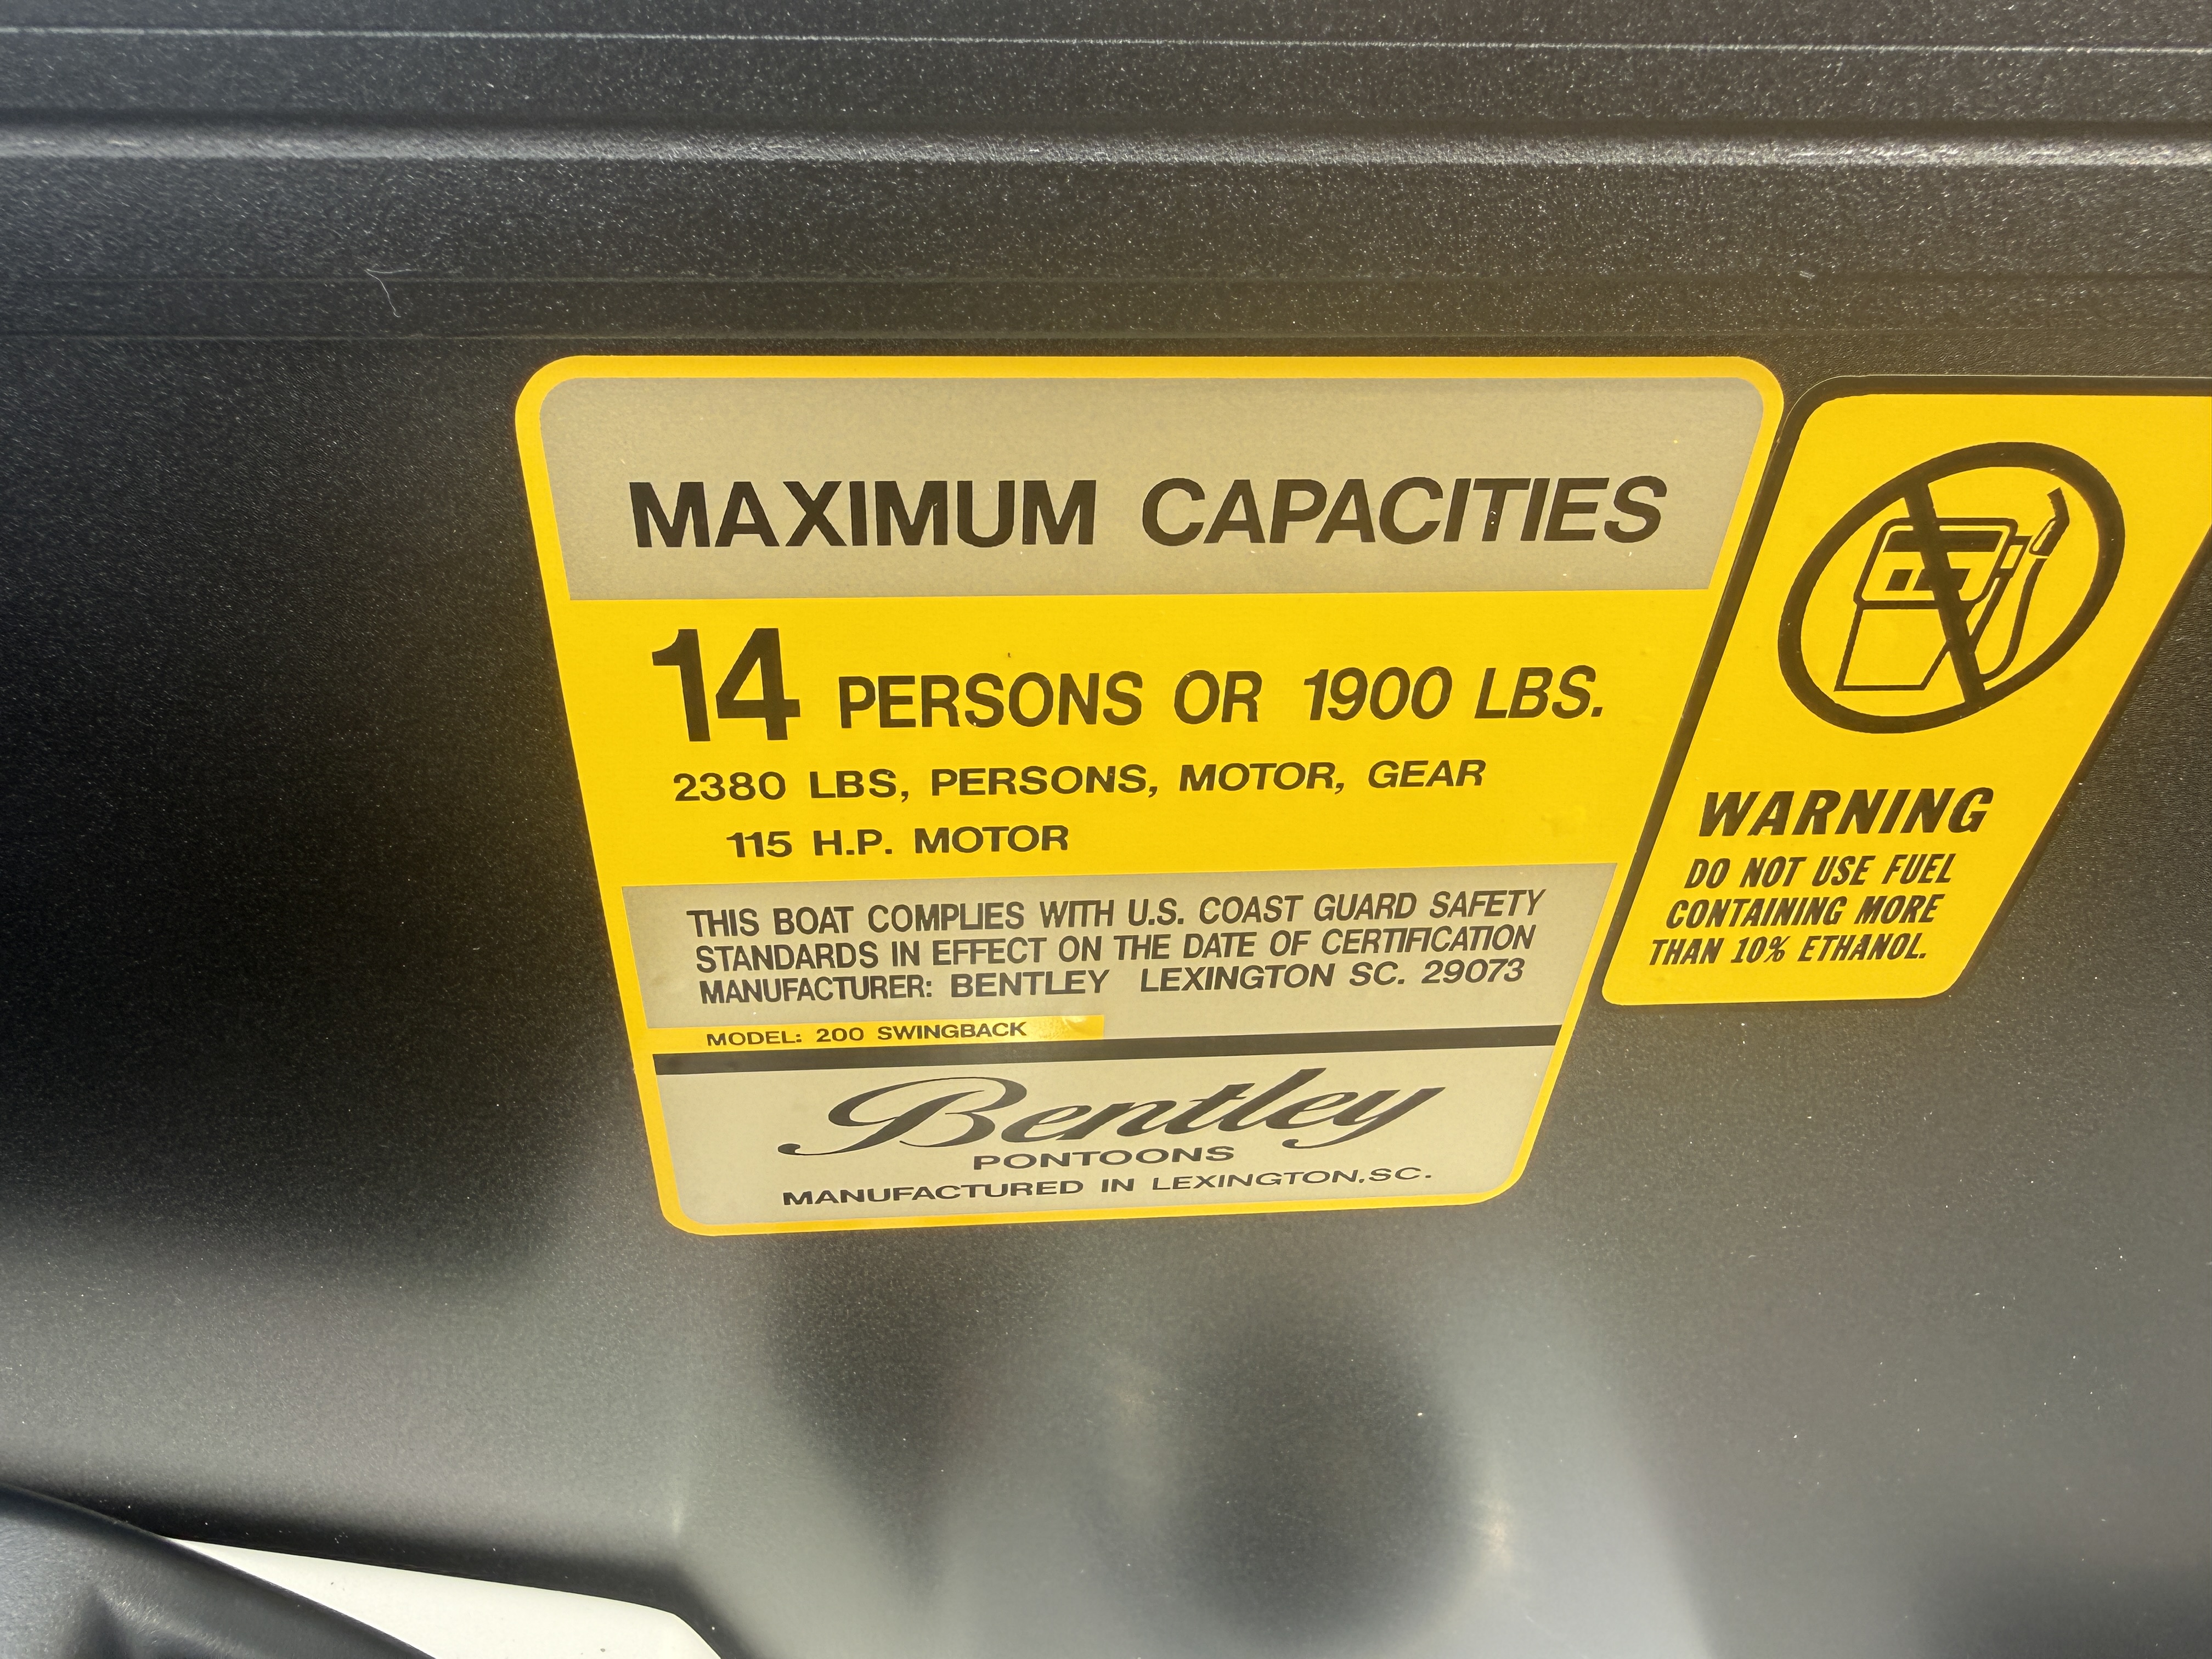 MAXIMUM CAPACITIES
14 PERSONS OR 1900 LBS.
2380 LBS, PERSONS, MOTOR, GEAR
115 H.P. MOTOR
THIS BOAT COMPLIES WITH U.S. COAST GUARD SAFETY
STANDARDS IN EFFECT ON THE DATE OF CERTIFICATION
MANUFACTURER: BENTLEY LEXINGTON SC. 29073
MODEL: 200 SWINGBACK
Bentley
PONTOONS
MANUFACTURED IN LEXINGTON,SC.
WARNING
DO NOT USE FUEL
CONTAINING MORE
THAN 10% ETHANOL.